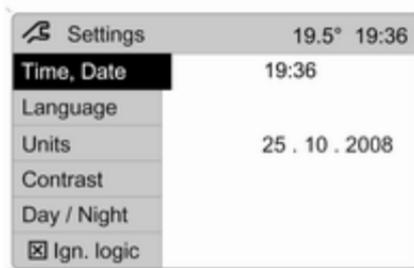 Settings 19.5° 19:36
Time, Date 19:36
Language
Units 25 . 10 . 2008
Contrast
Day / Night
Ign. logic